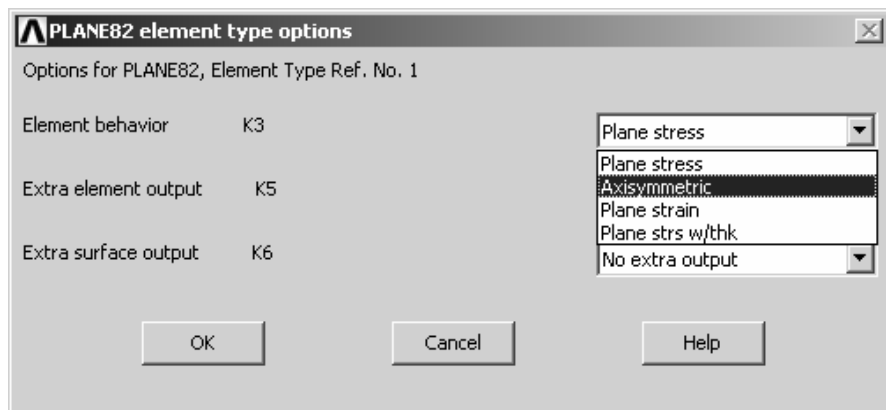 PLANE82 element type options
Options for PLANE82, Element Type Ref. No. 1
Element behavior K3 Plane stress
Plane stress
Axisymmetric
Extra element output K5
Plane strain
Plane strs w/thk
Extra surface output K6 No extra output
OK Cancel Help